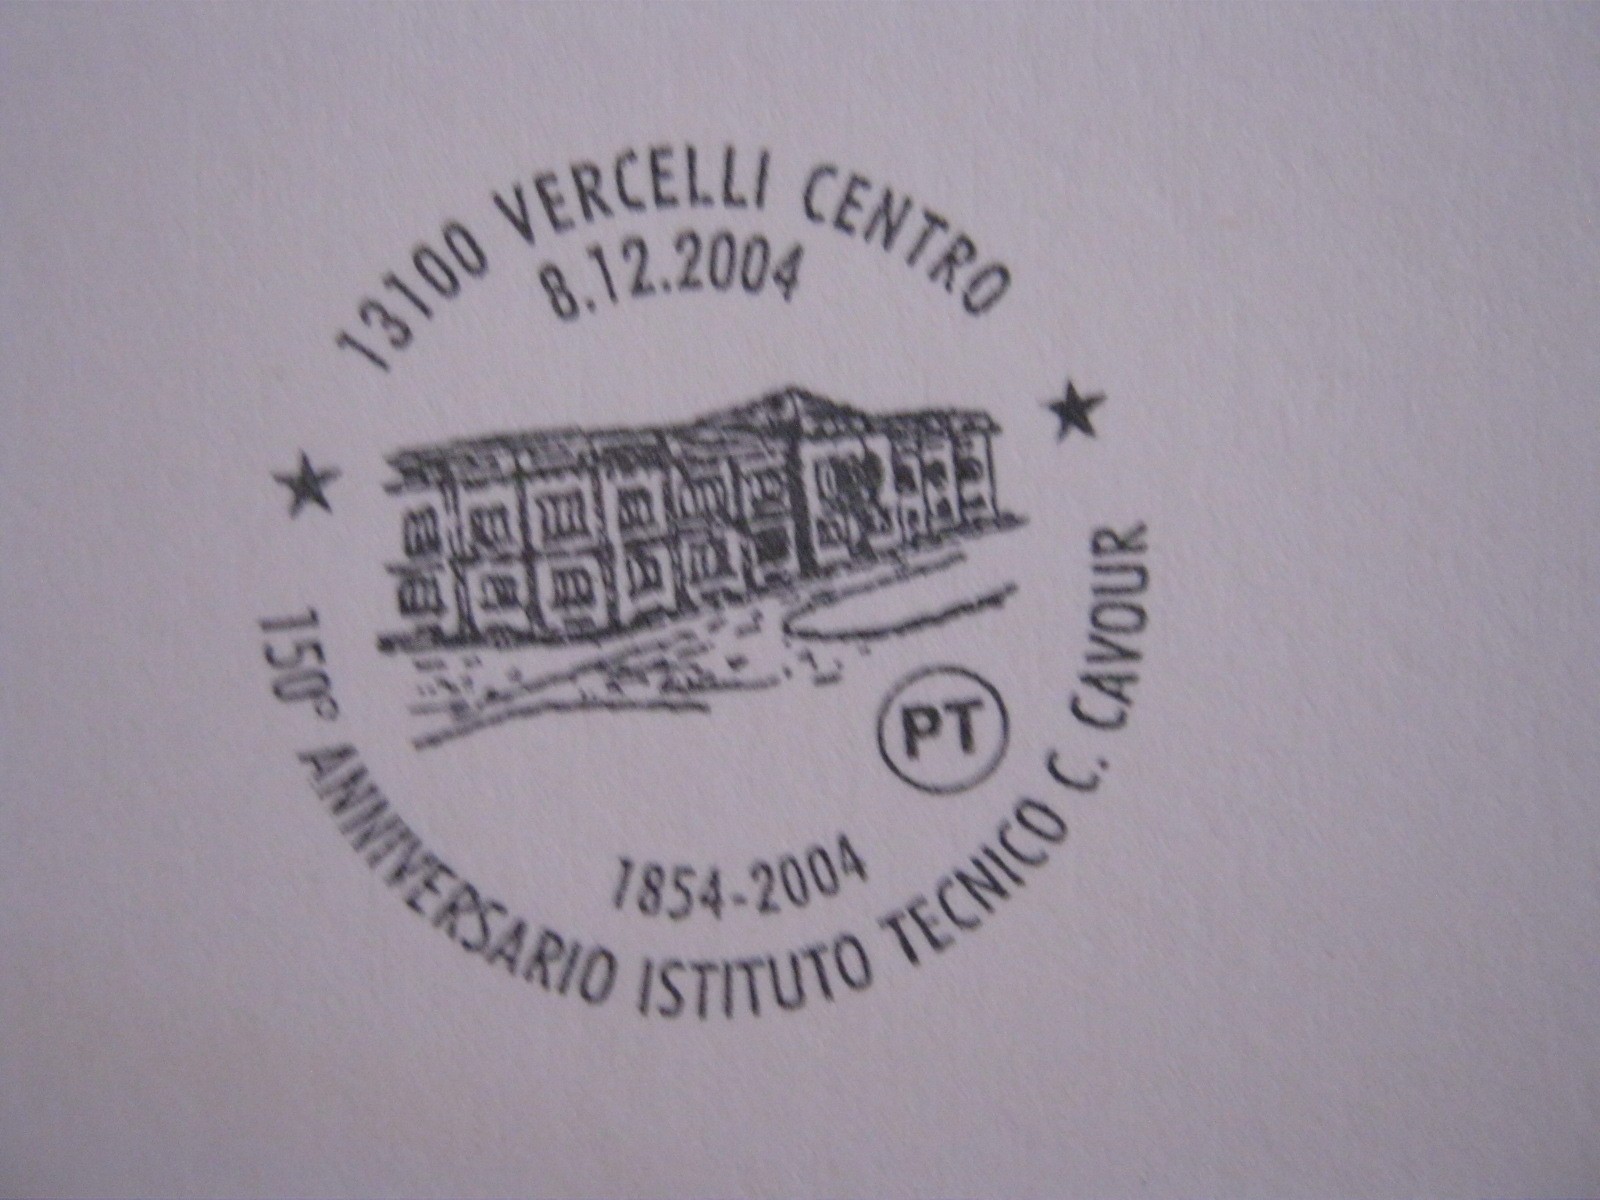 13100 VERCELLI CENTRO
8.12.2004
PT
1854-2004
150° ANNIVERSARIO ISTITUTO TECNICO C. CAVOUR